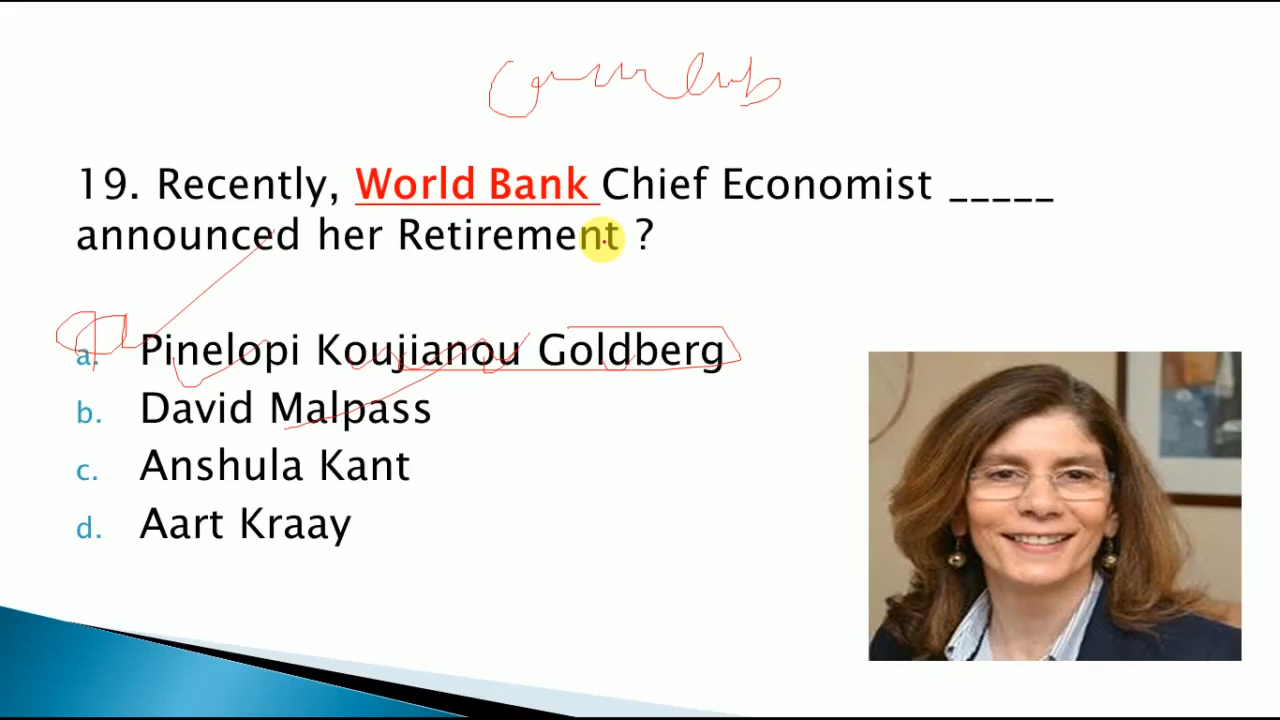 19. Recently, World Bank Chief Economist _____
announced her Retirement ?
a. Pinelopi Koujianou Goldberg
b. David Malpass
c. Anshula Kant
d. Aart Kraay